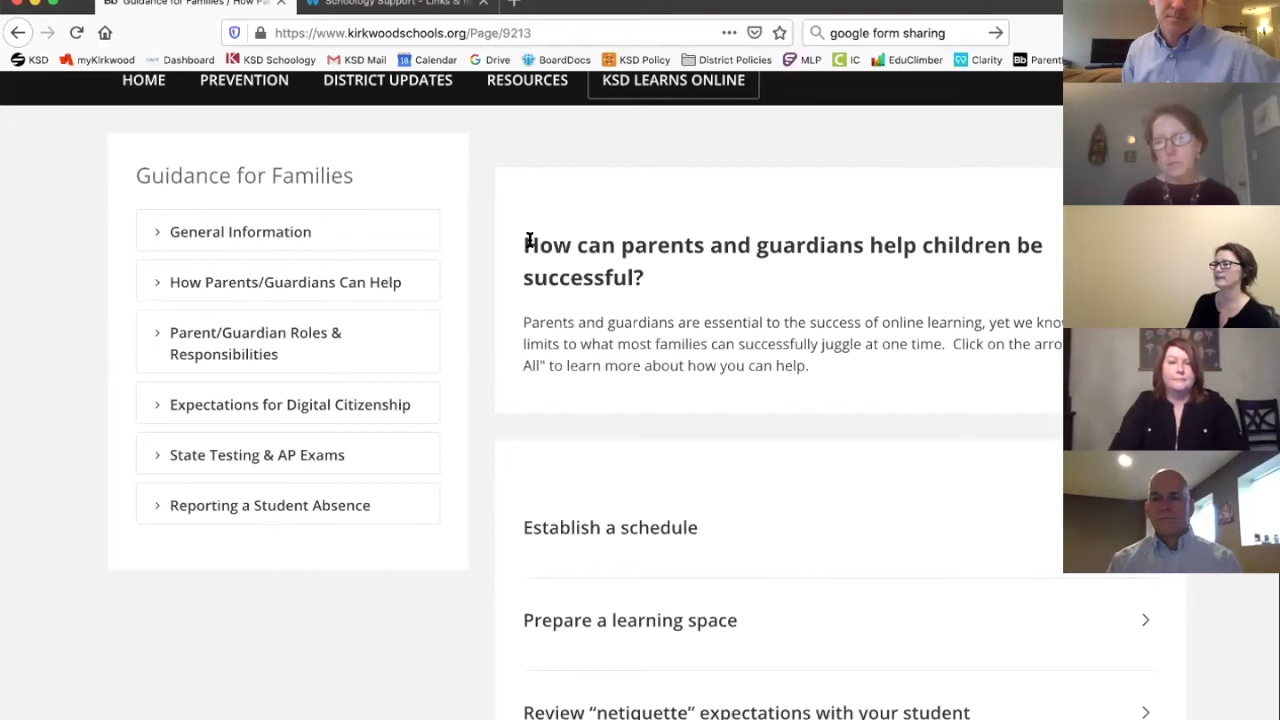 Bb Guidance for Families / How Pa
Schoology Support - Links & R
https://www.kirkwoodschools.org/Page/9213
google form sharing
KSD
myKirkwood
Dashboard
KSD Schoology
KSD Mail
18 Calendar
Drive
BoardDocs
KSD Policy
District Policies
MLP
IC
EduClimber
Clarity
Bb Parentl
HOME
PREVENTION
DISTRICT UPDATES
RESOURCES
KSD LEARNS ONLINE
Guidance for Families
General Information
How Parents/Guardians Can Help
Parent/Guardian Roles &
Responsibilities
Expectations for Digital Citizenship
State Testing & AP Exams
Reporting a Student Absence
How can parents and guardians help children be
successful?
Parents and guardians are essential to the success of online learning, yet we kno
limits to what most families can successfully juggle at one time.  Click on the arro
All" to learn more about how you can help.
Establish a schedule
Prepare a learning space
Review “netiquette” expectations with your student